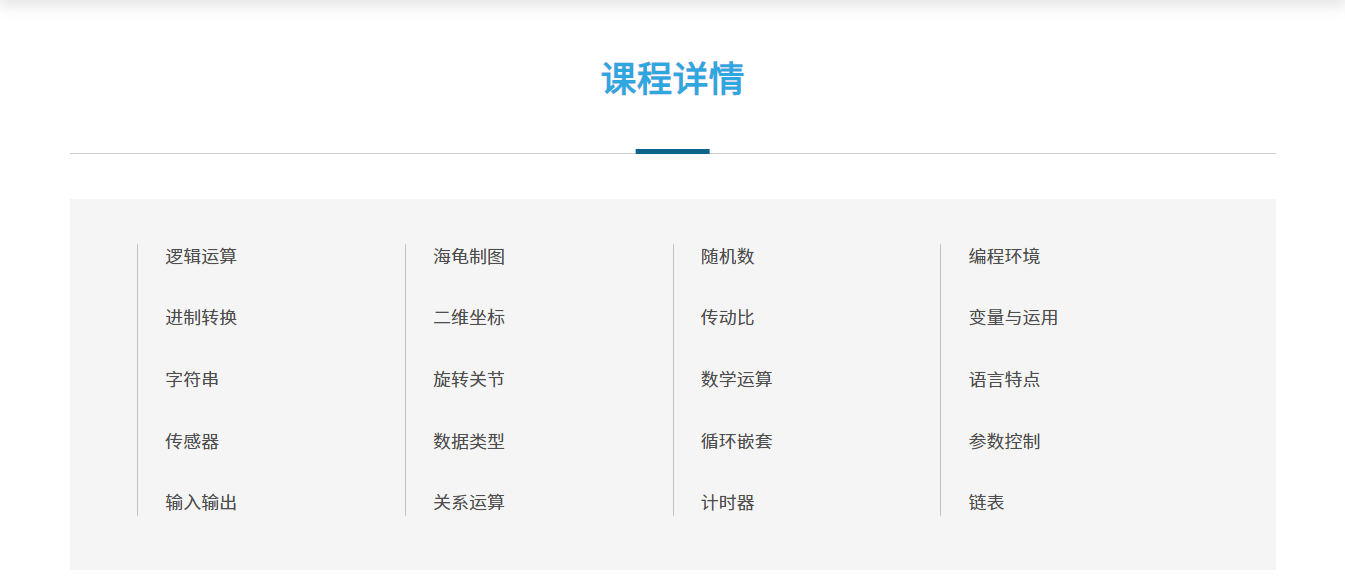 课程详情
逻辑运算
海龟制图
随机数
编程环境
进制转换
二维坐标
传动比
变量与运用
字符串
旋转关节
数学运算
语言特点
传感器
数据类型
循环嵌套
参数控制
输入输出
关系运算
计时器
链表